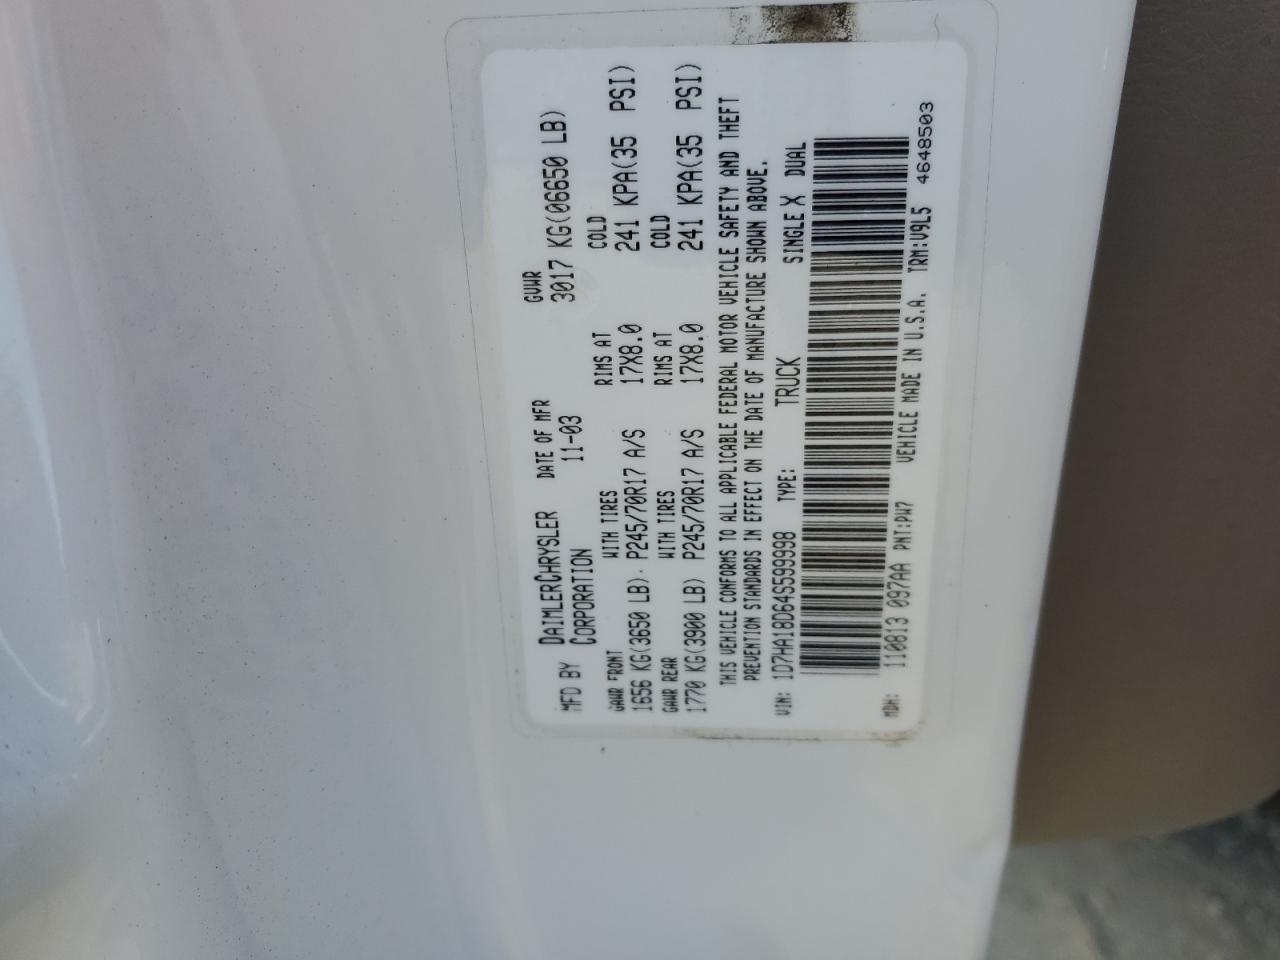 MFD BY DAIMLERCHRYSLER CORPORATION DATE OF MFR 11-03 GVWR 3017 KG(06650 LB)
GAWR FRONT WITH TIRES RIMS AT COLD
1656 KG(3650 LB). P245/70R17 A/S 17X8.0 241 KPA(35 PSI)
GAWR REAR WITH TIRES RIMS AT COLD
1770 KG(3900 LB) P245/70R17 A/S 17X8.0 241 KPA(35 PSI)
THIS VEHICLE CONFORMS TO ALL APPLICABLE FEDERAL MOTOR VEHICLE SAFETY AND THEFT
PREVENTION STANDARDS IN EFFECT ON THE DATE OF MANUFACTURE SHOWN ABOVE.
VIN: 1D7HA18D64S599998 TYPE: TRUCK SINGLE X DUAL
MDH: 110813 097AA PNT:PW7 VEHICLE MADE IN U.S.A. TRM:V9L5 4648503